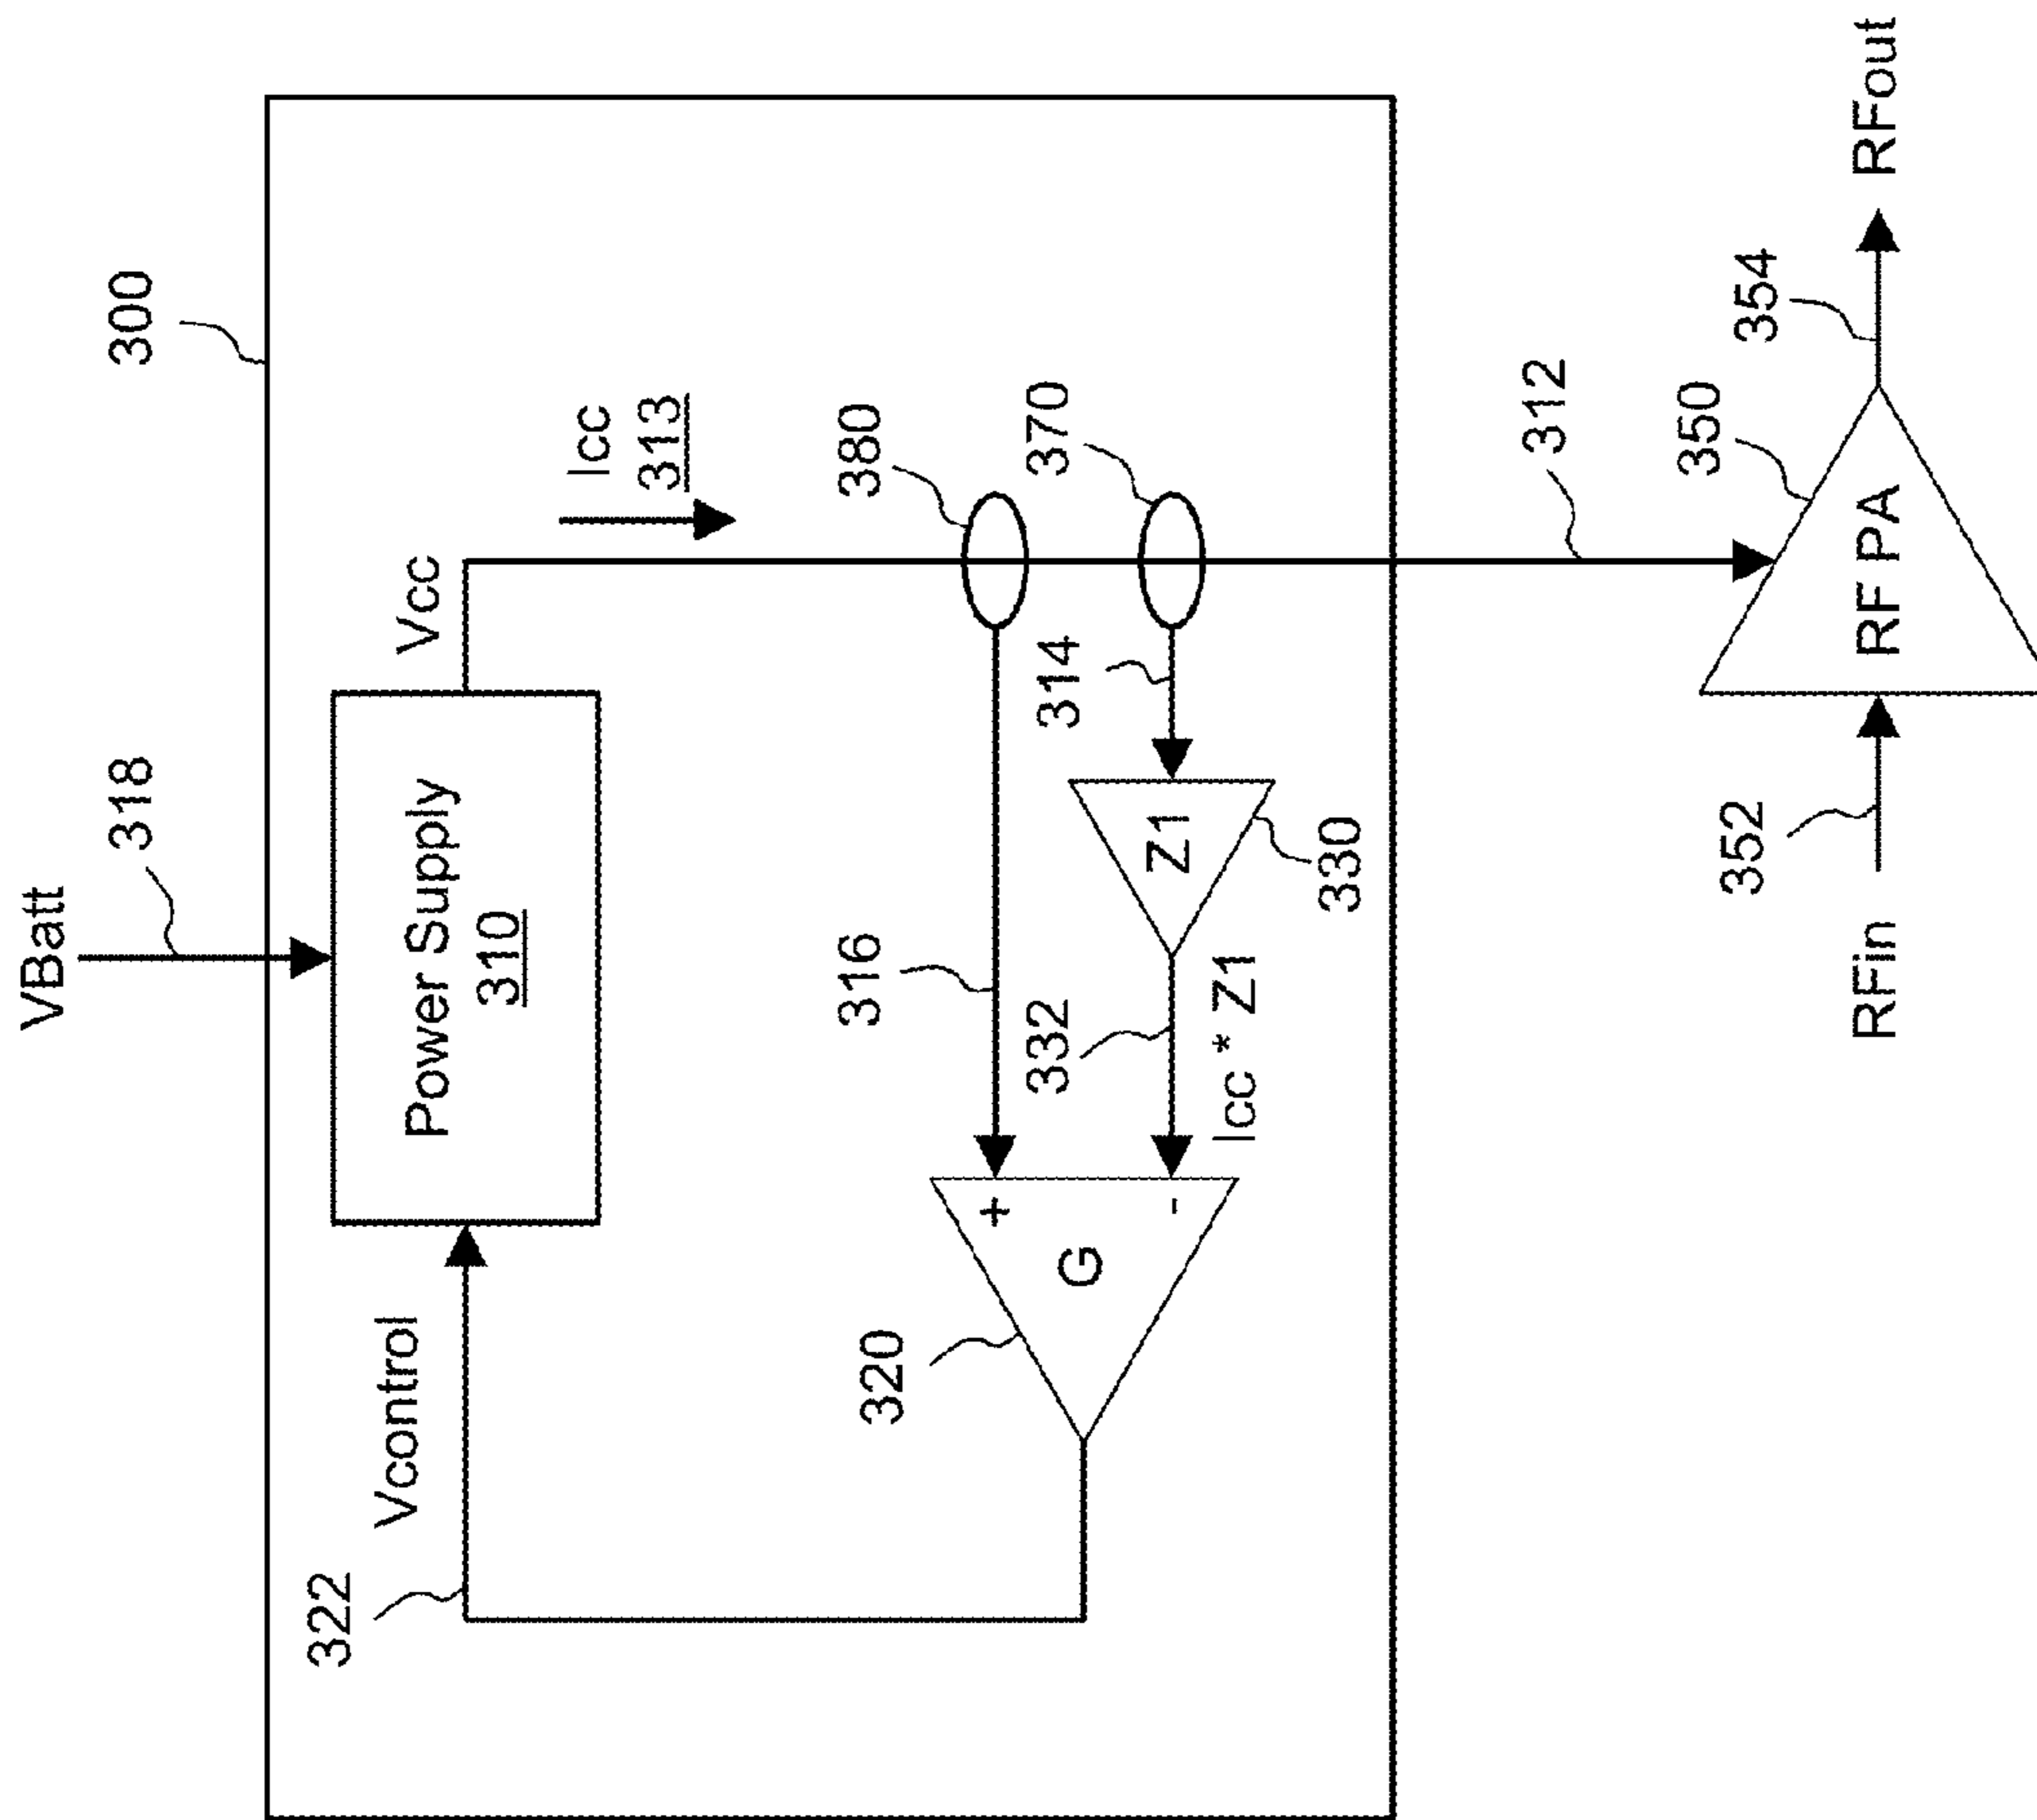 VBatt
318
300
Power Supply
310
Vcc
Icc
313
Vcontrol
322
380
370
316
314
332
Z1
330
Icc * Z1
320
+
-
G
312
350
354
RF PA
352
RFin
RFout